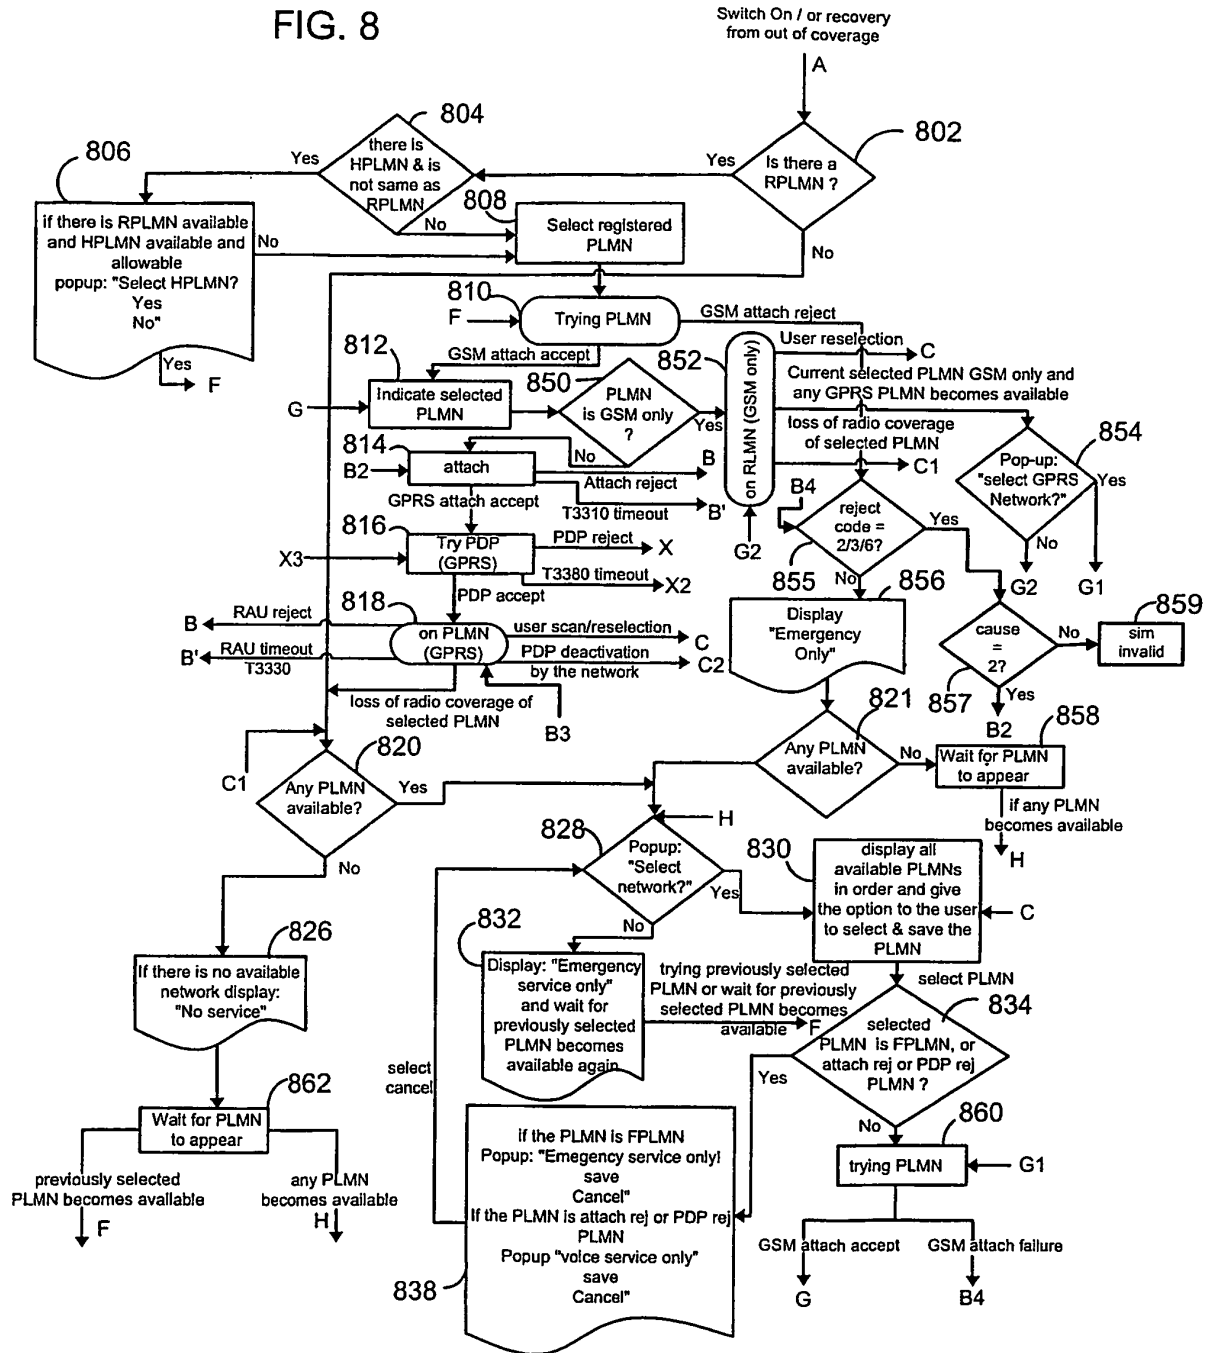 FIG. 8
Switch On / or recovery
from out of coverage
A
802
Is there a
RPLMN ?
Yes
No
804
there is
HPLMN & is
not same as
RPLMN
Yes
No
806
if there is RPLMN available
and HPLMN available and
allowable
popup: "Select HPLMN?
Yes
No"
No
Yes
F
808
Select registered
PLMN
810
F
Trying PLMN
GSM attach reject
GSM attach accept
812
G
Indicate selected
PLMN
850
PLMN
is GSM only
?
Yes
No
852
on RLMN (GSM only)
User reselection
C
Current selected PLMN GSM only and
any GPRS PLMN becomes available
loss of radio coverage
of selected PLMN
C1
G2
854
Pop-up:
"select GPRS
Network?"
Yes
No
G2
G1
814
B2
attach
B
Attach reject
T3310 timeout
B'
GPRS attach accept
816
X3
Try PDP
(GPRS)
PDP reject
X
T3380 timeout
X2
PDP accept
818
on PLMN
(GPRS)
B
RAU reject
B'
RAU timeout
T3330
user scan/reselection
C
PDP deactivation
by the network
C2
loss of radio coverage of
selected PLMN
B3
B4
reject
code =
2/3/6?
855
Yes
No
856
Display
"Emergency
Only"
cause
=
2?
857
No
Yes
B2
859
sim
invalid
821
Any PLMN
available?
No
858
Wait for PLMN
to appear
if any PLMN
becomes available
H
C1
820
Any PLMN
available?
Yes
No
826
If there is no available
network display:
"No service"
862
Wait for PLMN
to appear
previously selected
PLMN becomes available
F
any PLMN
becomes available
H
H
828
Popup:
"Select
network?"
Yes
No
830
display all
available PLMNs
in order and give
the option to the user
to select & save the
PLMN
C
select PLMN
832
Display: "Emergency
service only"
and wait for
previously selected
PLMN becomes
available again
trying previously selected
PLMN or wait for previously
selected PLMN becomes
available
F
834
selected
PLMN is FPLMN, or
attach rej or PDP rej
PLMN ?
Yes
No
select
cancel
838
if the PLMN is FPLMN
Popup: "Emegency service only!
save
Cancel"
If the PLMN is attach rej or PDP rej
PLMN
Popup "voice service only"
save
Cancel"
860
trying PLMN
G1
GSM attach accept
GSM attach failure
G
B4